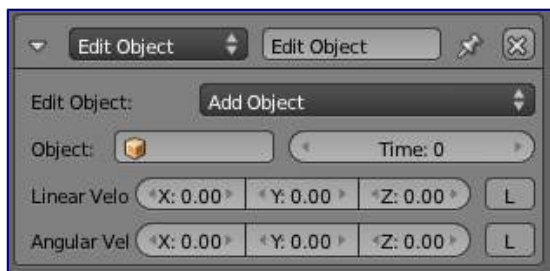 Edit Object Edit Object
Edit Object: Add Object
Object: Time: 0
Linear Velo X: 0.00 Y: 0.00 Z: 0.00 L
Angular Vel X: 0.00 Y: 0.00 Z: 0.00 L